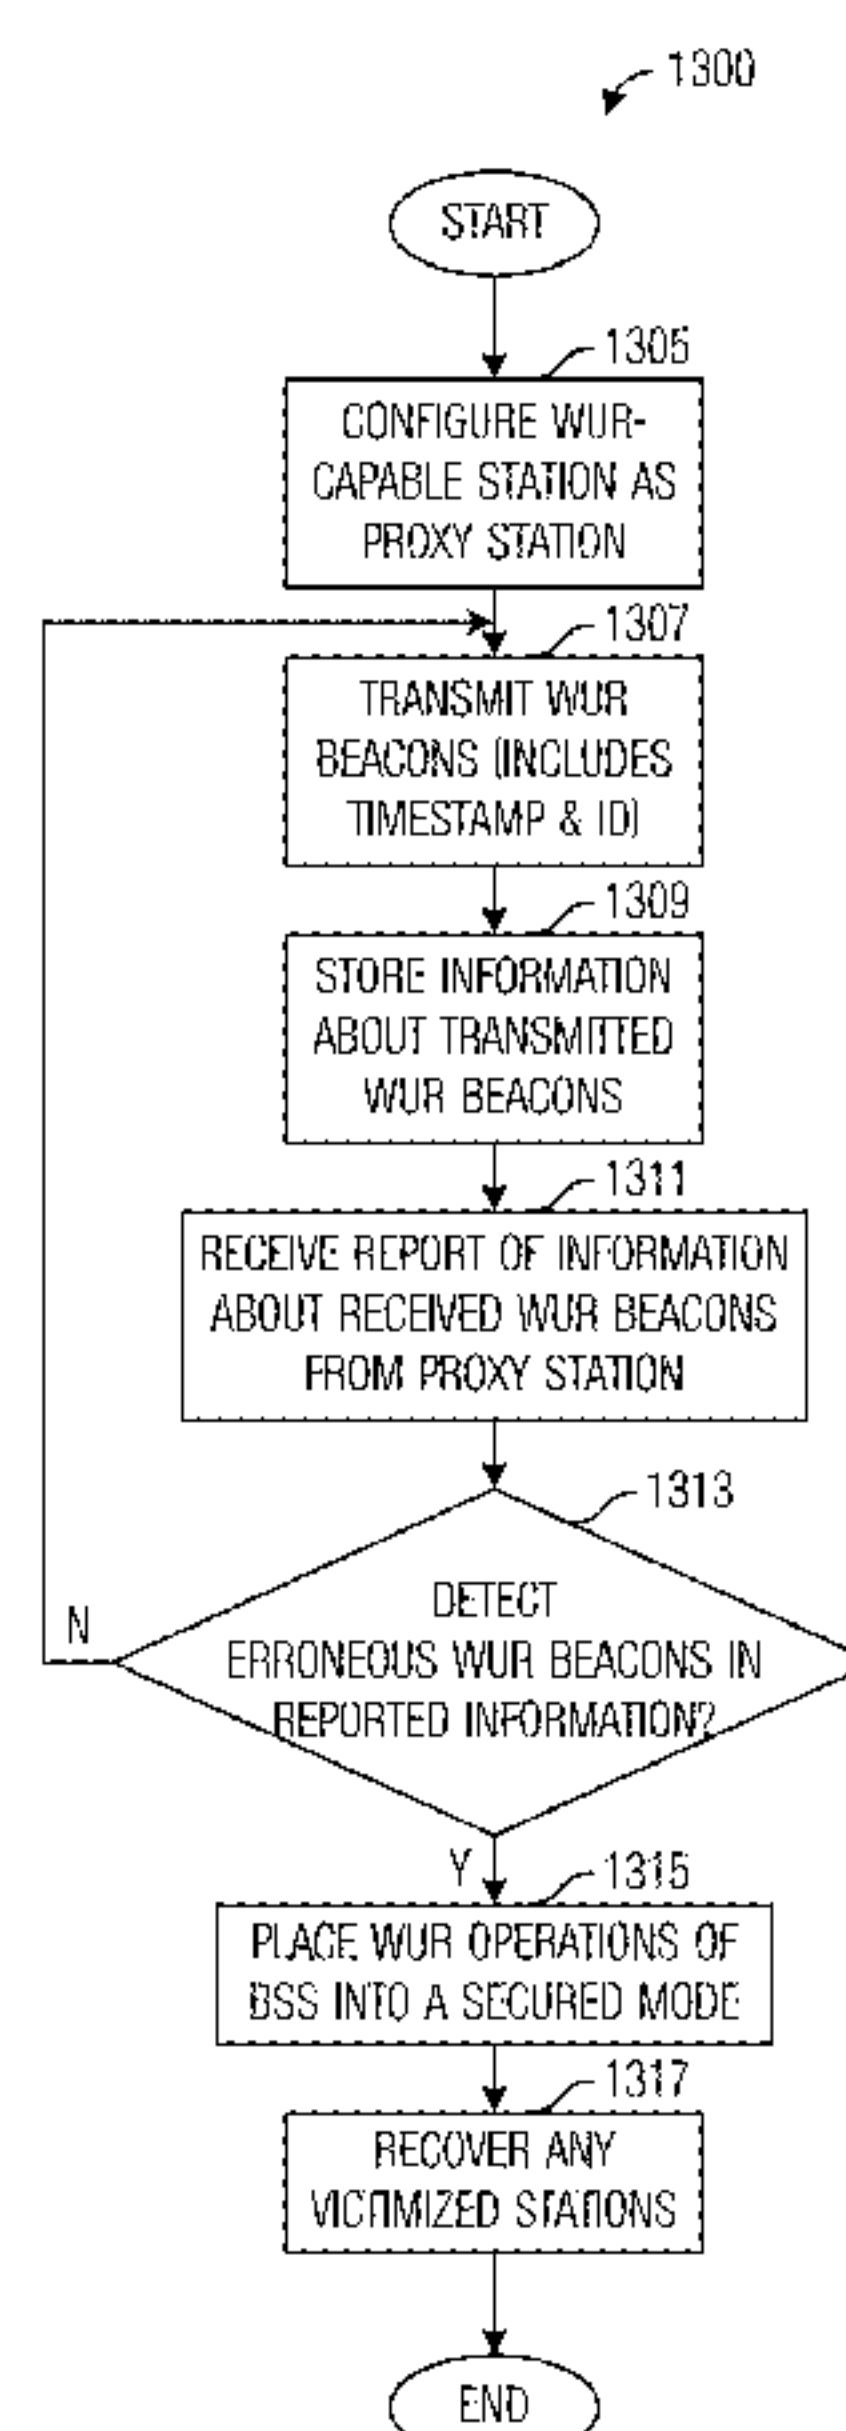 1300
START
1305
CONFIGURE WUR-
CAPABLE STATION AS
PROXY STATION
1307
TRANSMIT WUR
BEACONS (INCLUDES
TIMESTAMP & ID)
1309
STORE INFORMATION
ABOUT TRANSMITTED
WUR BEACONS
1311
RECEIVE REPORT OF INFORMATION
ABOUT RECEIVED WUR BEACONS
FROM PROXY STATION
1313
DETECT
ERRONEOUS WUR BEACONS IN
REPORTED INFORMATION?
N
Y
1315
PLACE WUR OPERATIONS OF
BSS INTO A SECURED MODE
1317
RECOVER ANY
VICTIMIZED STATIONS
END